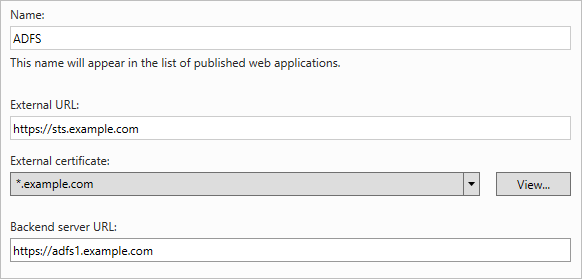 Name:
ADFS
This name will appear in the list of published web applications.
External URL:
https://sts.example.com
External certificate:
*.example.com
View...
Backend server URL:
https://adfs1.example.com